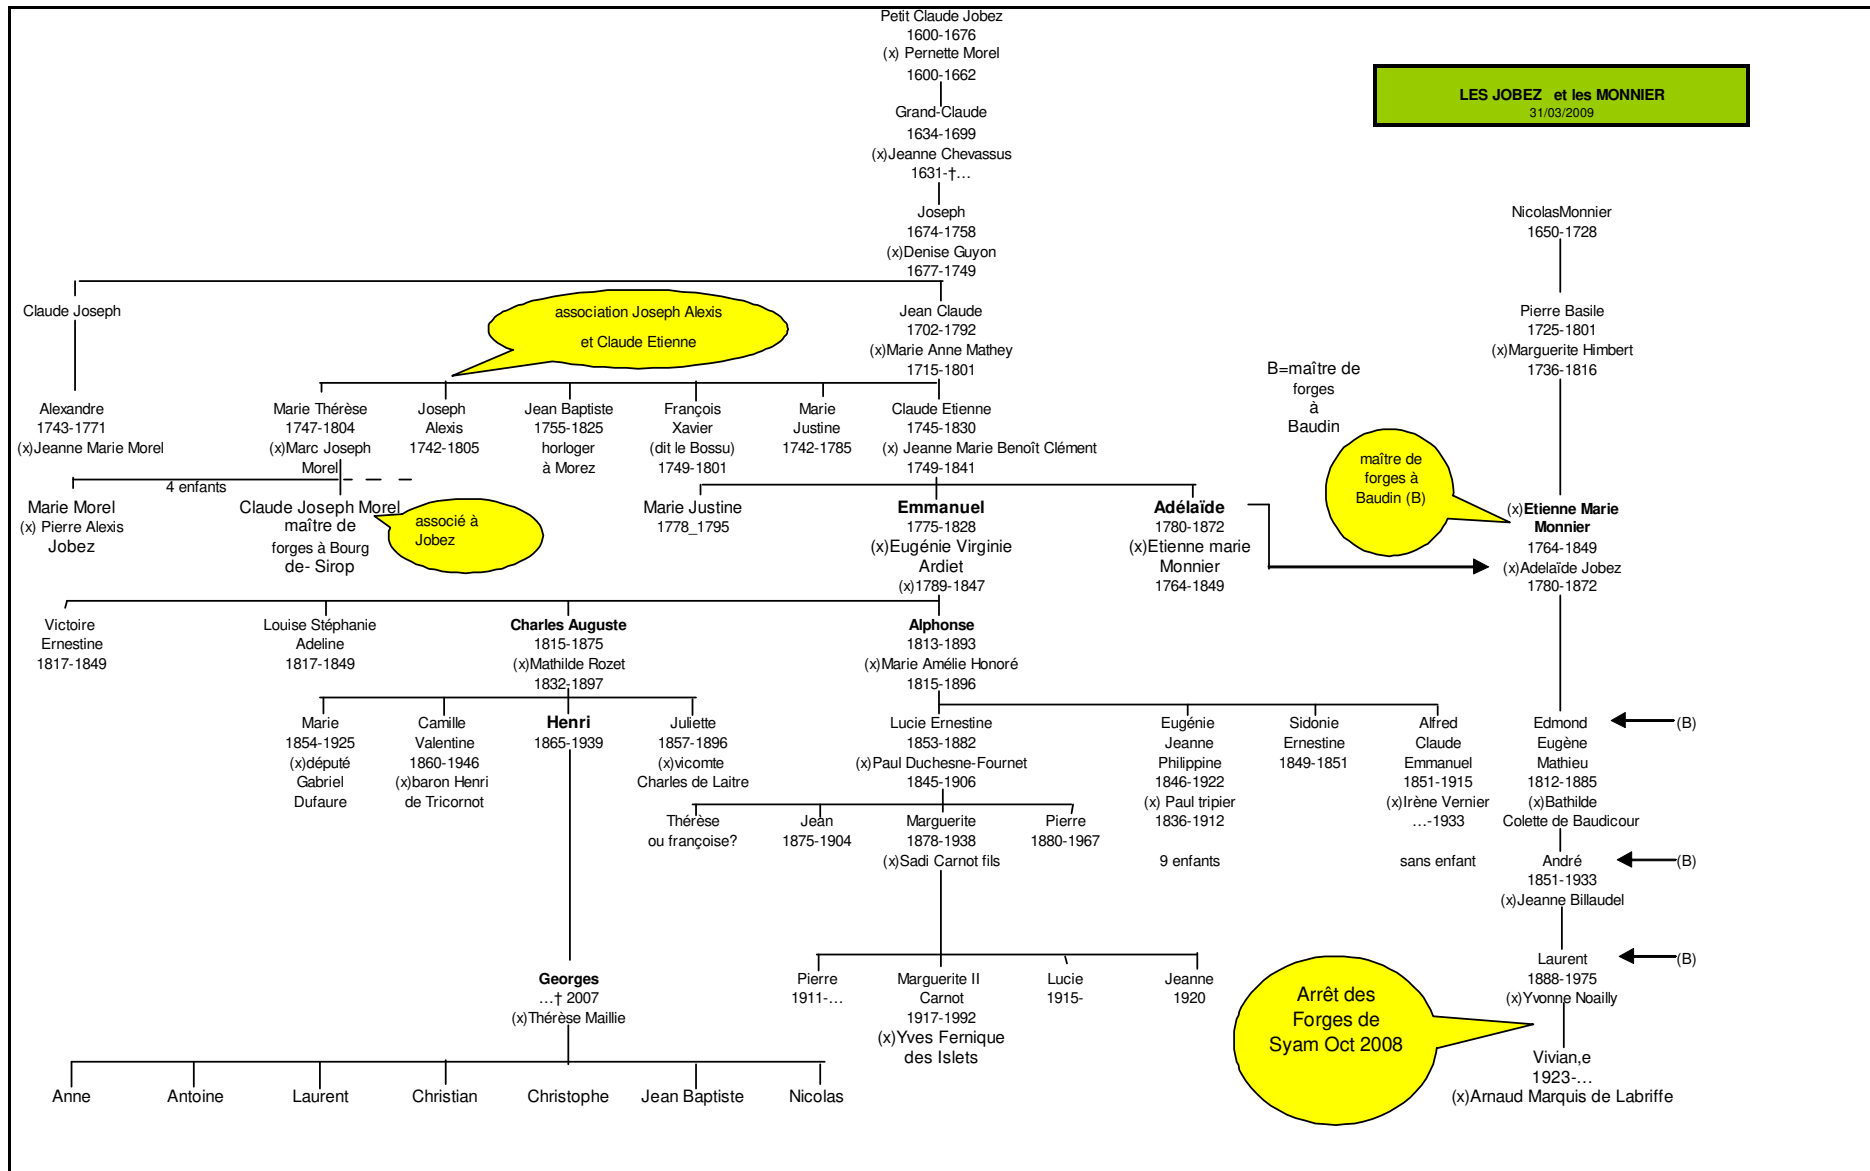 Petit Claude Jobez
1600-1676
(x) Pernette Morel
1600-1662
LES JOBEZ et les MONNIER
31/03/2009
Grand-Claude
1634-1699
(x)Jeanne Chevassus
1631-†…
Joseph
1674-1758
(x)Denise Guyon
1677-1749
NicolasMonnier
1650-1728
Claude Joseph
association Joseph Alexis
et Claude Etienne
Jean Claude
1702-1792
(x)Marie Anne Mathey
1715-1801
Pierre Basile
1725-1801
(x)Marguerite Himbert
1736-1816
B=maître de
forges
à
Baudin
Alexandre
1743-1771
(x)Jeanne Marie Morel
Marie Thérèse
1747-1804
(x)Marc Joseph
Morel
Joseph
Alexis
1742-1805
Jean Baptiste
1755-1825
horloger
à Morez
François
Xavier
(dit le Bossu)
1749-1801
Marie
Justine
1742-1785
Claude Etienne
1745-1830
(x) Jeanne Marie Benoît Clément
1749-1841
maître de
forges à
Baudin (B)
4 enfants
Marie Morel
(x) Pierre Alexis
Jobez
Claude Joseph Morel
maître de
forges à Bourg
de- Sirop
associé à
Jobez
Marie Justine
1778_1795
Emmanuel
1775-1828
(x)Eugénie Virginie
Ardiet
(x)1789-1847
Adélaïde
1780-1872
(x)Etienne marie
Monnier
1764-1849
(x)Etienne Marie
Monnier
1764-1849
(x)Adelaïde Jobez
1780-1872
Victoire
Ernestine
1817-1849
Louise Stéphanie
Adeline
1817-1849
Charles Auguste
1815-1875
(x)Mathilde Rozet
1832-1897
Alphonse
1813-1893
(x)Marie Amélie Honoré
1815-1896
Marie
1854-1925
(x)député
Gabriel
Dufaure
Camille
Valentine
1860-1946
(x)baron Henri
de Tricornot
Henri
1865-1939
Juliette
1857-1896
(x)vicomte
Charles de Laitre
Lucie Ernestine
1853-1882
(x)Paul Duchesne-Fournet
1845-1906
Eugénie
Jeanne
Philippine
1846-1922
(x) Paul tripier
1836-1912
9 enfants
Sidonie
Ernestine
1849-1851
Alfred
Claude
Emmanuel
1851-1915
(x)Irène Vernier
…-1933
sans enfant
Edmond
Eugène
Mathieu
1812-1885
(x)Bathilde
Colette de Baudicour
(B)
Thérèse
ou françoise?
Jean
1875-1904
Marguerite
1878-1938
(x)Sadi Carnot fils
Pierre
1880-1967
André
1851-1933
(x)Jeanne Billaudel
(B)
Georges
…† 2007
(x)Thérèse Maillie
Pierre
1911-…
Marguerite II
Carnot
1917-1992
(x)Yves Fernique
des Islets
Lucie
1915-
Jeanne
1920
Laurent
1888-1975
(x)Yvonne Noailly
(B)
Arrêt des
Forges de
Syam Oct 2008
Vivian,e
1923-…
(x)Arnaud Marquis de Labriffe
Anne
Antoine
Laurent
Christian
Christophe
Jean Baptiste
Nicolas